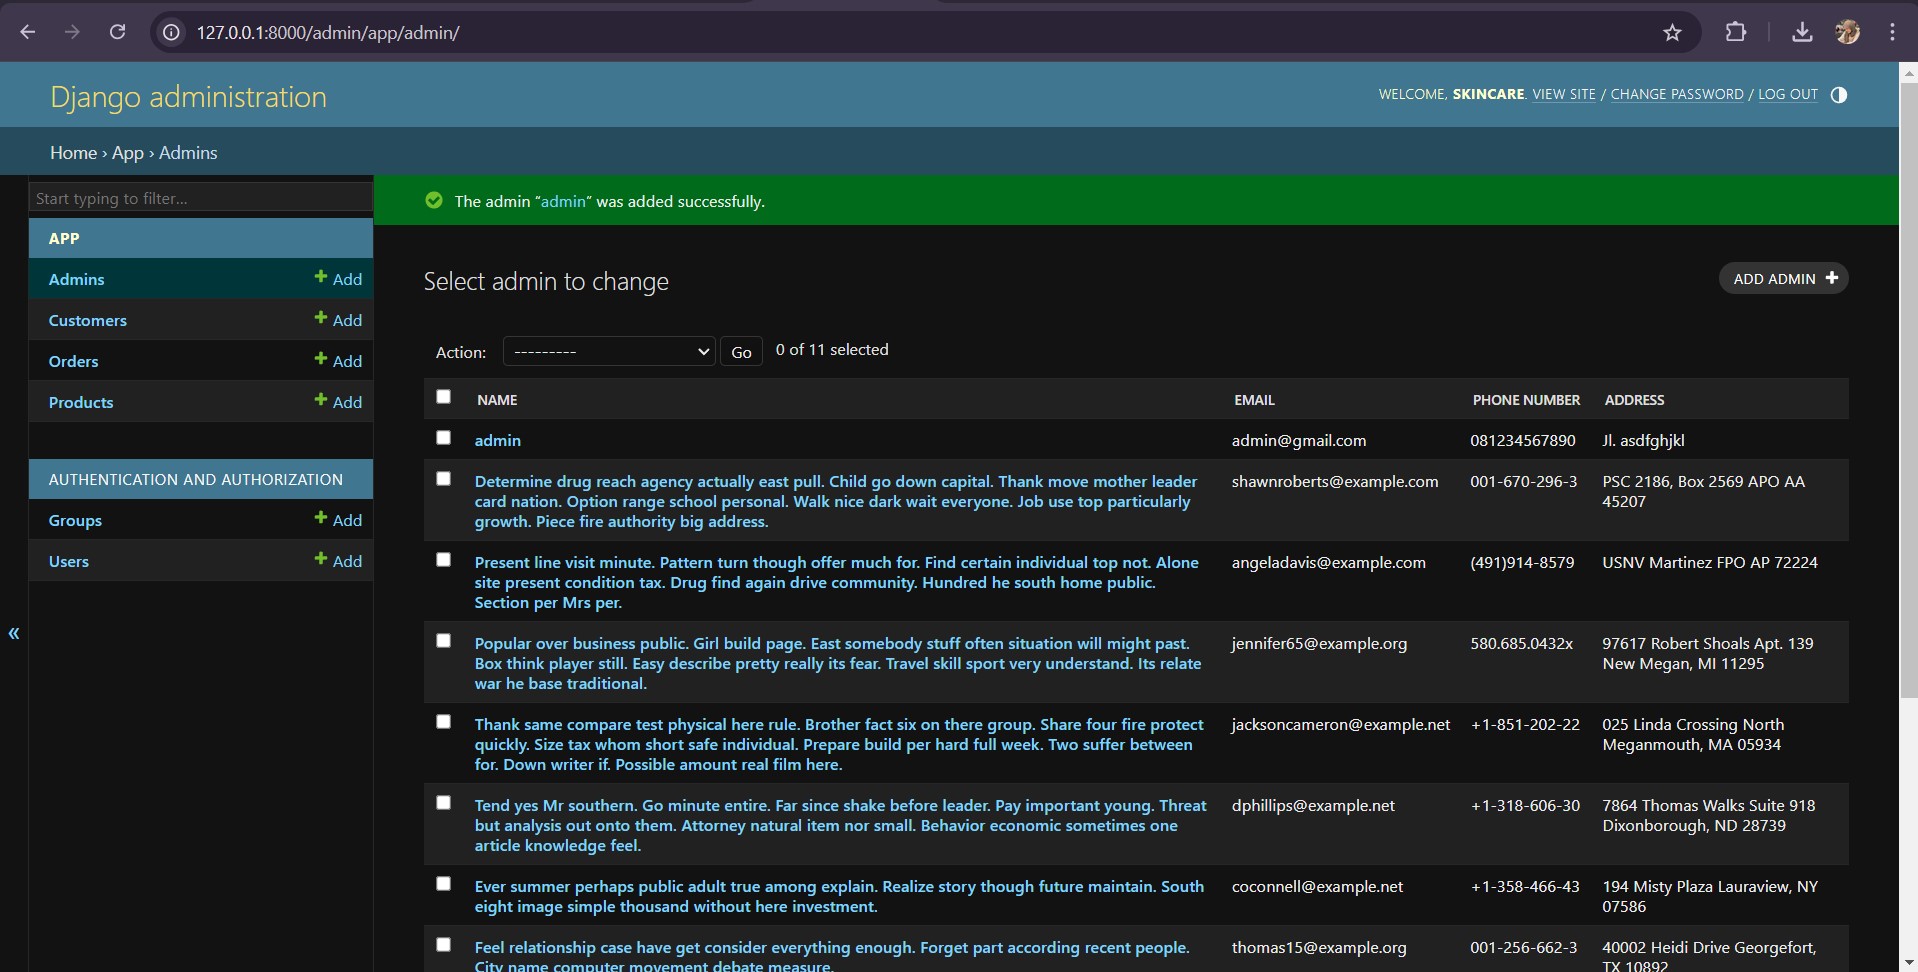 127.0.0.1:8000/admin/app/admin/
Django administration
WELCOME, SKINCARE. VIEW SITE / CHANGE PASSWORD / LOG OUT
Home › App › Admins
Start typing to filter...
APP
Admins
Add
Customers
Add
Orders
Add
Products
Add
AUTHENTICATION AND AUTHORIZATION
Groups
Add
Users
Add
«
The admin “admin” was added successfully.
Select admin to change
ADD ADMIN +
Action: --------- Go 0 of 11 selected
NAME EMAIL PHONE NUMBER ADDRESS
admin admin@gmail.com 081234567890 Jl. asdfghjkl
Determine drug reach agency actually east pull. Child go down capital. Thank move mother leader shawnroberts@example.com 001-670-296-3 PSC 2186, Box 2569 APO AA
card nation. Option range school personal. Walk nice dark wait everyone. Job use top particularly 45207
growth. Piece fire authority big address.
Present line visit minute. Pattern turn though offer much for. Find certain individual top not. Alone angeladavis@example.com (491)914-8579 USNV Martinez FPO AP 72224
site present condition tax. Drug find again drive community. Hundred he south home public.
Section per Mrs per.
Popular over business public. Girl build page. East somebody stuff often situation will might past. jennifer65@example.org 580.685.0432x 97617 Robert Shoals Apt. 139
Box think player still. Easy describe pretty really its fear. Travel skill sport very understand. Its relate New Megan, MI 11295
war he base traditional.
Thank same compare test physical here rule. Brother fact six on there group. Share four fire protect jacksoncameron@example.net +1-851-202-22 025 Linda Crossing North
quickly. Size tax whom short safe individual. Prepare build per hard full week. Two suffer between Meganmouth, MA 05934
for. Down writer if. Possible amount real film here.
Tend yes Mr southern. Go minute entire. Far since shake before leader. Pay important young. Threat dphillips@example.net +1-318-606-30 7864 Thomas Walks Suite 918
but analysis out onto them. Attorney natural item nor small. Behavior economic sometimes one Dixonborough, ND 28739
article knowledge feel.
Ever summer perhaps public adult true among explain. Realize story though future maintain. South coconnell@example.net +1-358-466-43 194 Misty Plaza Lauraview, NY
eight image simple thousand without here investment. 07586
Feel relationship case have get consider everything enough. Forget part according recent people. thomas15@example.org 001-256-662-3 40002 Heidi Drive Georgefort,
City name computer movement debate measure. TX 10892